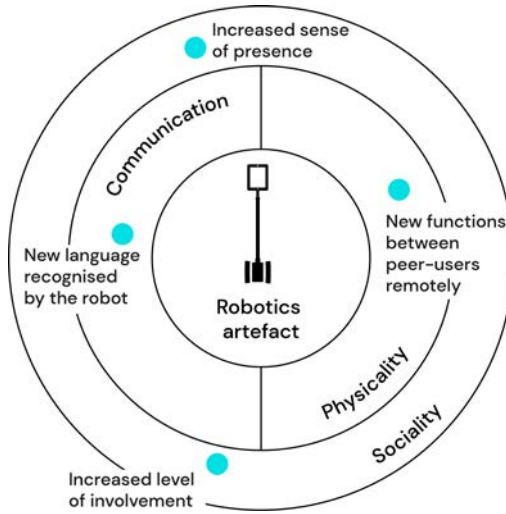 Increased sense
of presence
Communication
New language
recognised
by the robot
New functions
between
peer-users
remotely
Robotics
artefact
Physicality
Sociality
Increased level
of involvement